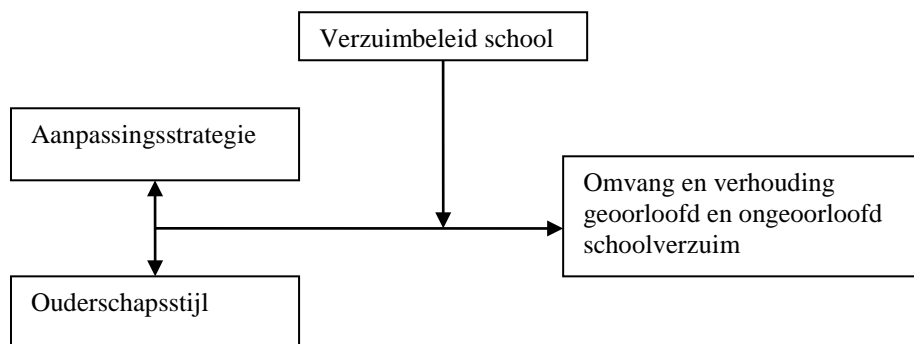 Verzuimbeleid school
Aanpassingsstrategie
Omvang en verhouding
geoorloofd en ongeoorloofd
schoolverzuim
Ouderschapsstijl